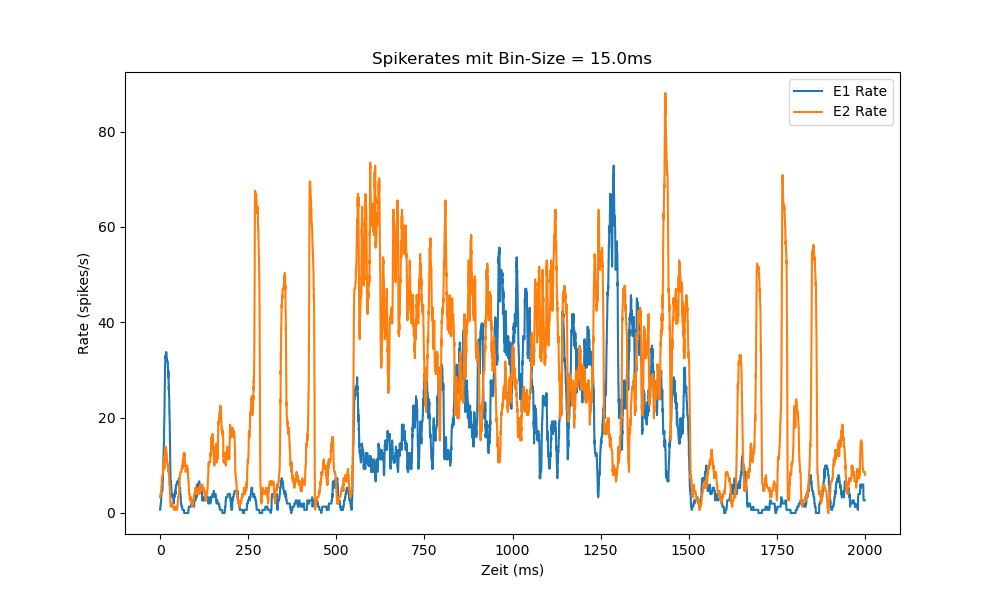 Spikerates mit Bin-Size = 15.0ms
E1 Rate
E2 Rate
Rate (spikes/s)
80
60
40
20
0
0 250 500 750 1000 1250 1500 1750 2000
Zeit (ms)